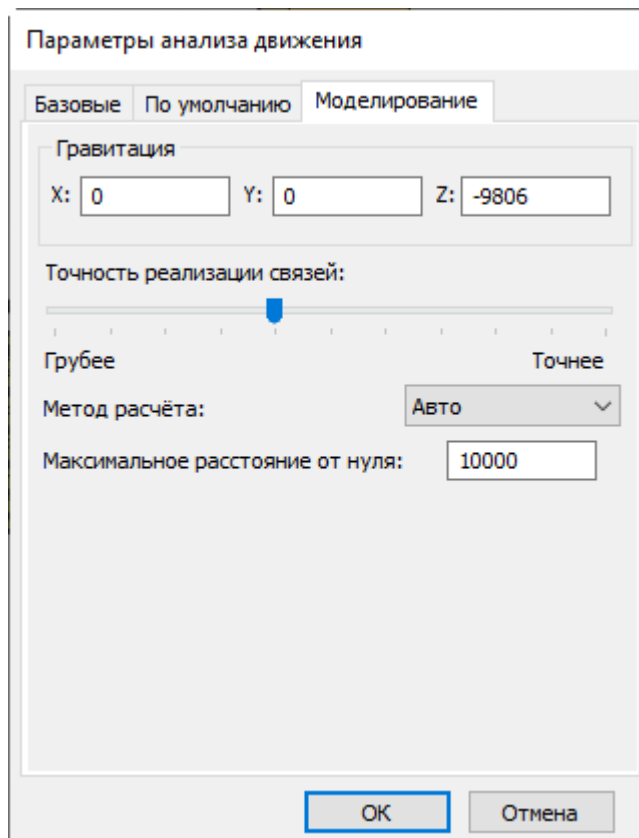 Параметры анализа движения
Базовые По умолчанию Моделирование
Гравитация
X: 0 Y: 0 Z: -9806
Точность реализации связей:
Грубее Точнее
Метод расчёта: Авто
Максимальное расстояние от нуля: 10000
ОК Отмена